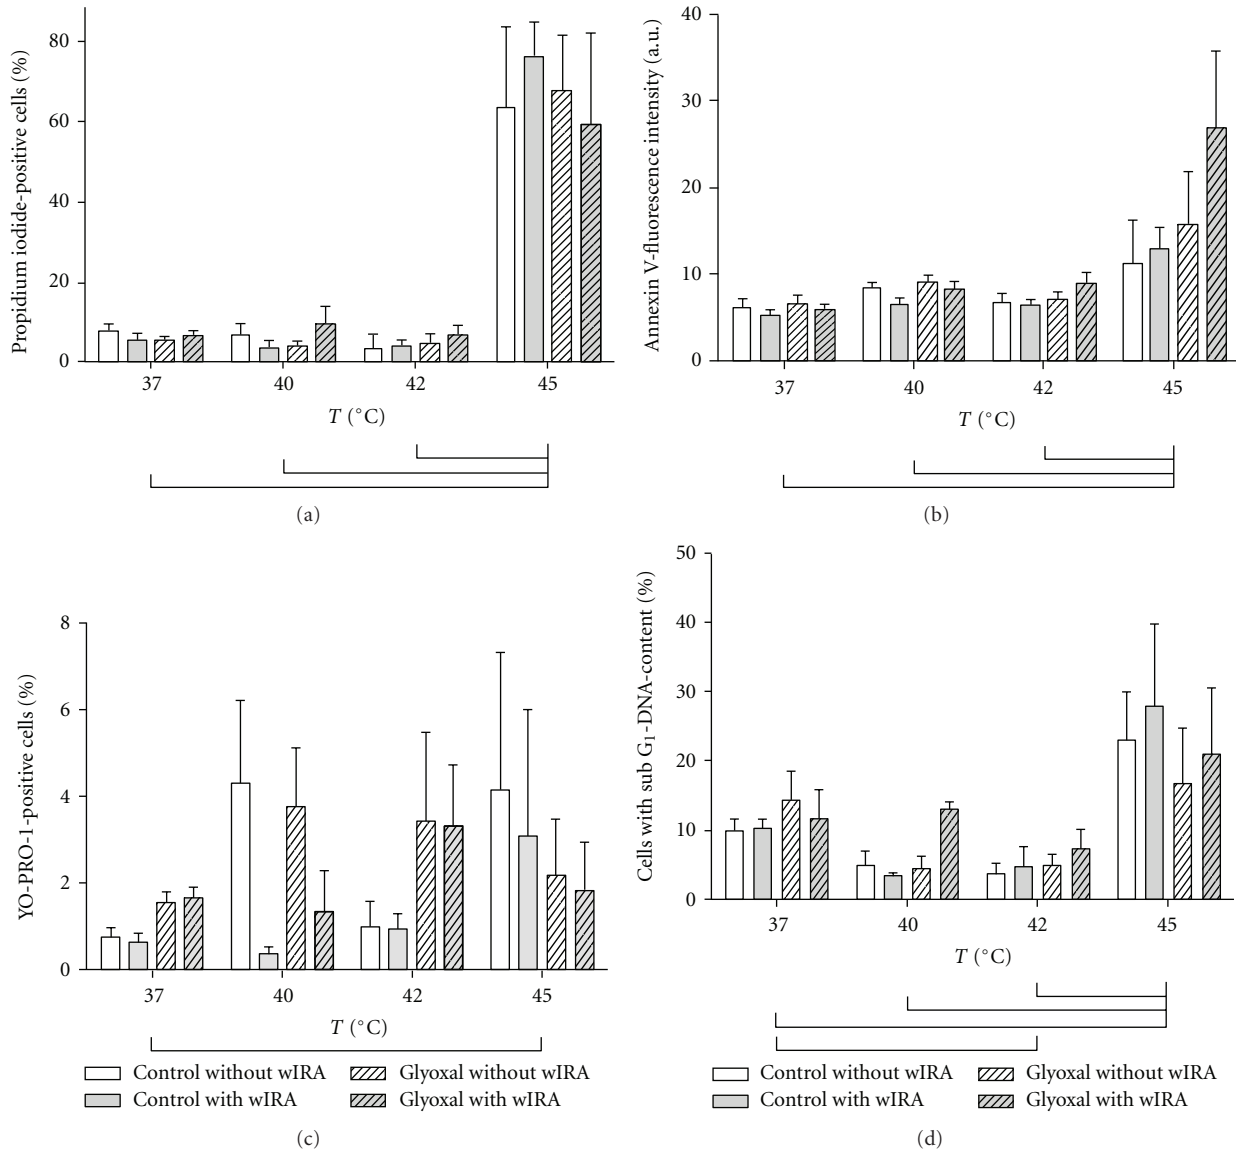 Propidium iodide-positive cells (%)
80
60
40
20
0
37 40 42 45
T (°C)
(a)
Annexin V-fluorescence intensity (a.u.)
40
30
20
10
0
37 40 42 45
T (°C)
(b)
YO-PRO-1-positive cells (%)
8
6
4
2
0
37 40 42 45
T (°C)
Control without wIRA
Glyoxal without wIRA
Control with wIRA
Glyoxal with wIRA
(c)
Cells with sub G1-DNA-content (%)
50
40
30
20
10
0
37 40 42 45
T (°C)
Control without wIRA
Glyoxal without wIRA
Control with wIRA
Glyoxal with wIRA
(d)